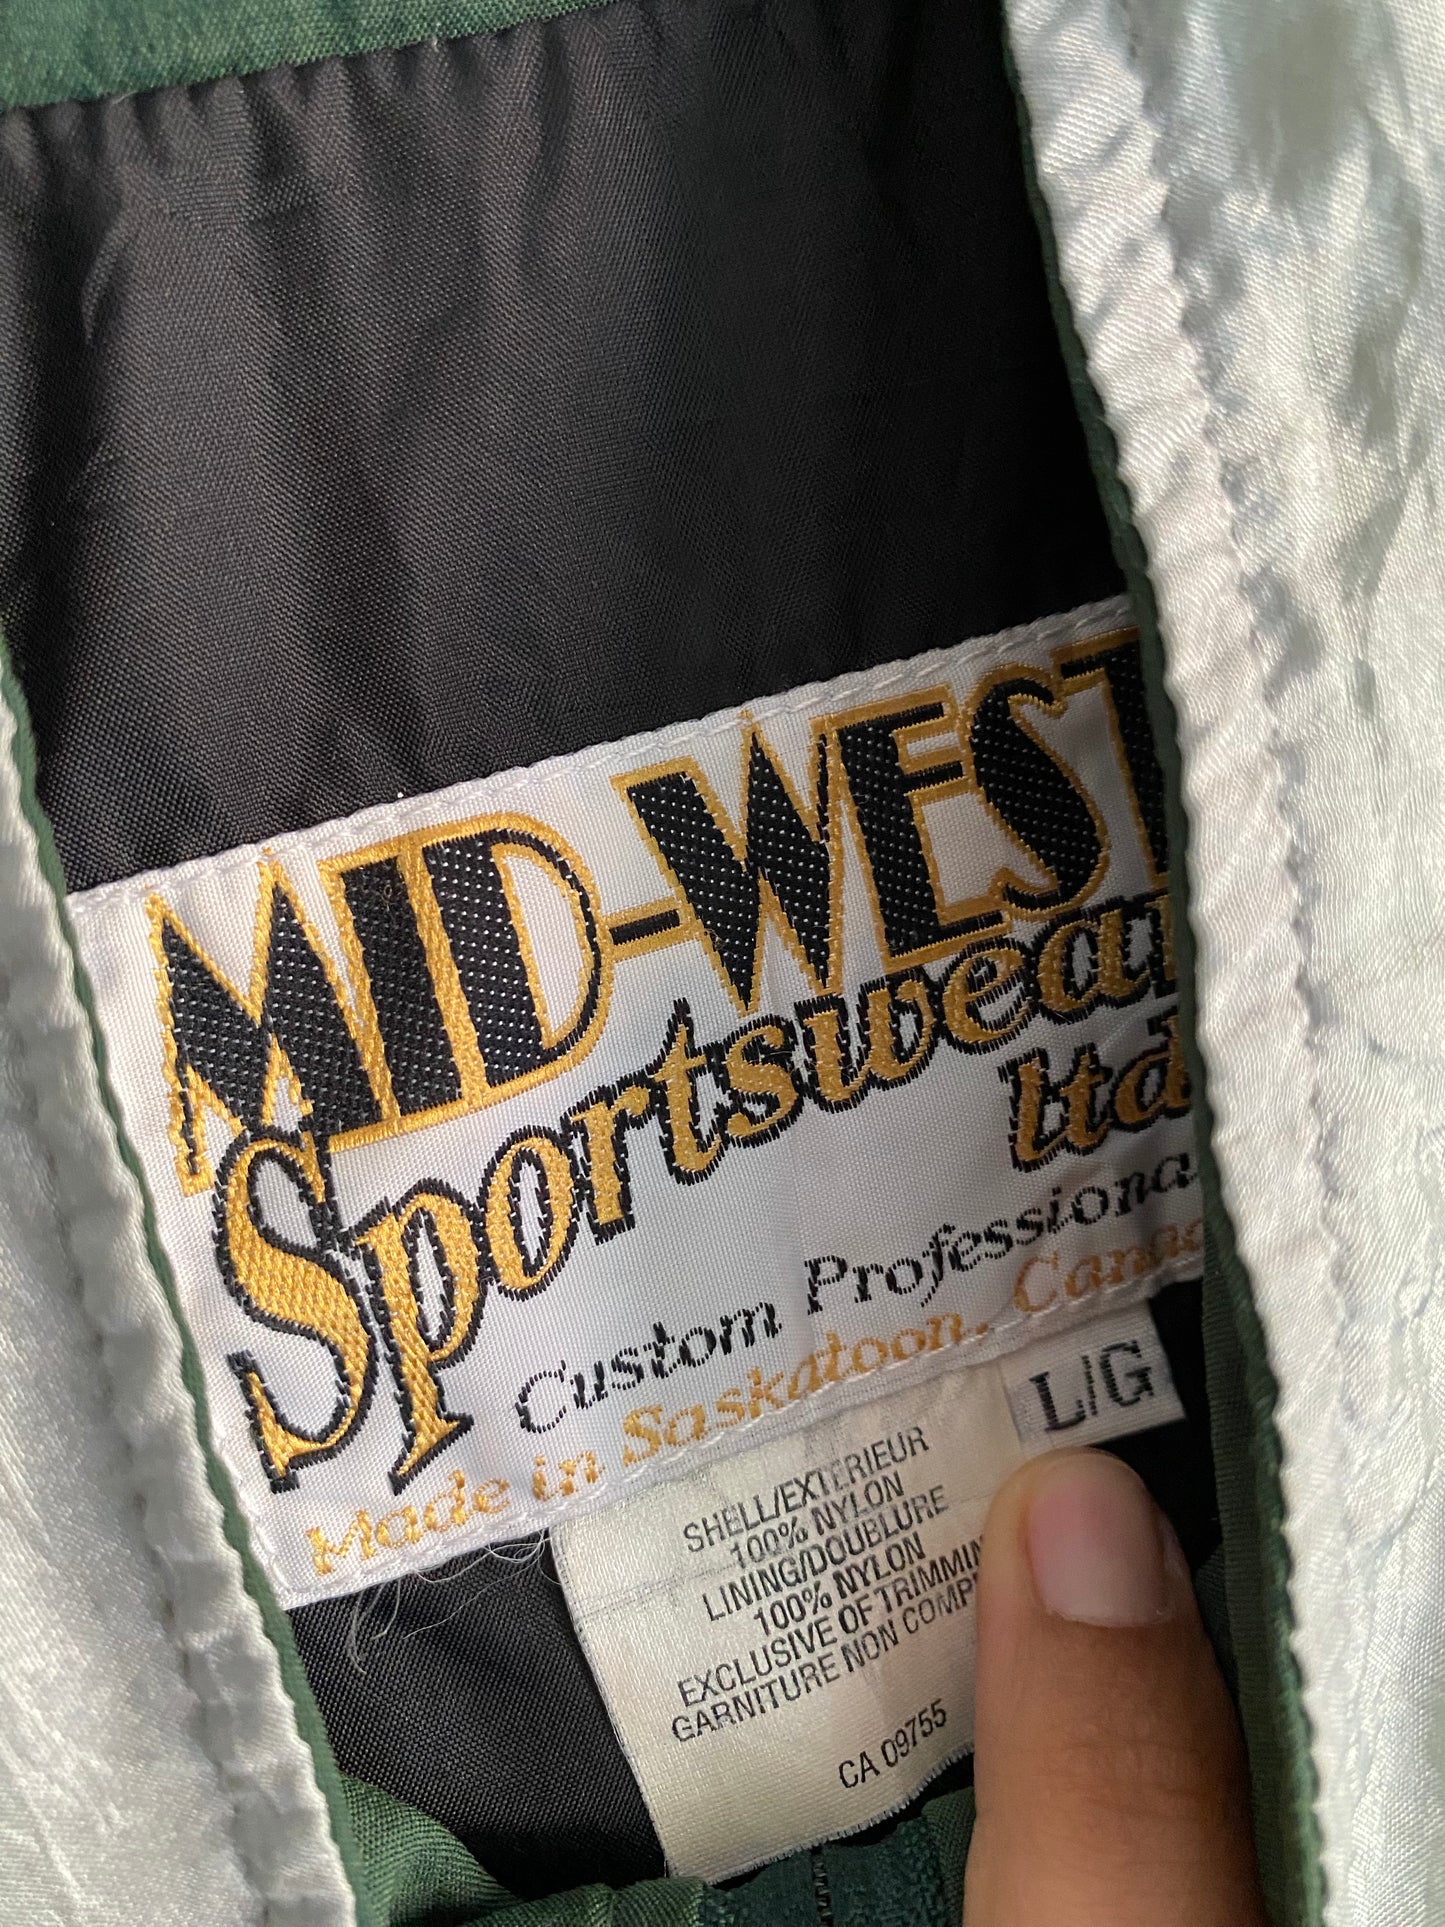 MID-WEST
Sportswear
Ltd
Custom Professional
Made in Saskatoon, Canada
L/G
SHELL/EXTERIEUR
100% NYLON
LINING/DOUBLURE
100% NYLON
EXCLUSIVE OF TRIMMIN
GARNITURE NON COMP
CA 09755